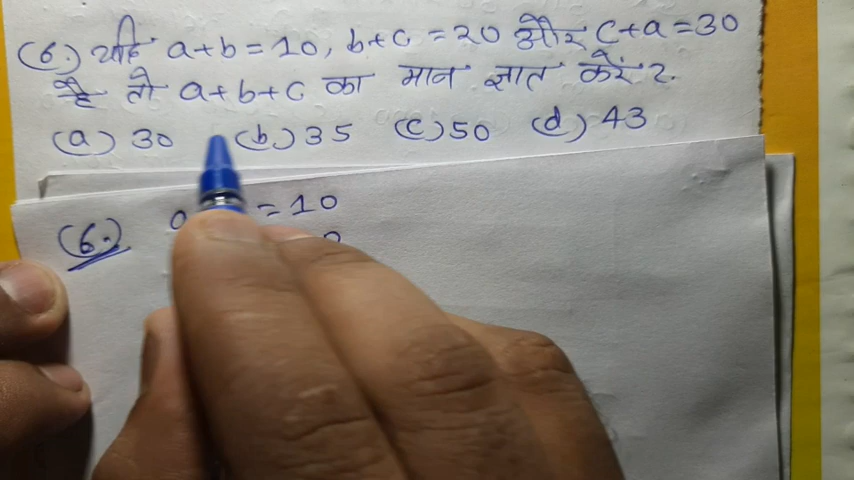 (6.) यदि a+b=10, b+c=20 और c+a=30
है तो a+b+c का मान ज्ञात करें?
(a) 30 (b) 35 (c) 50 (d) 43
(6.) a = 10